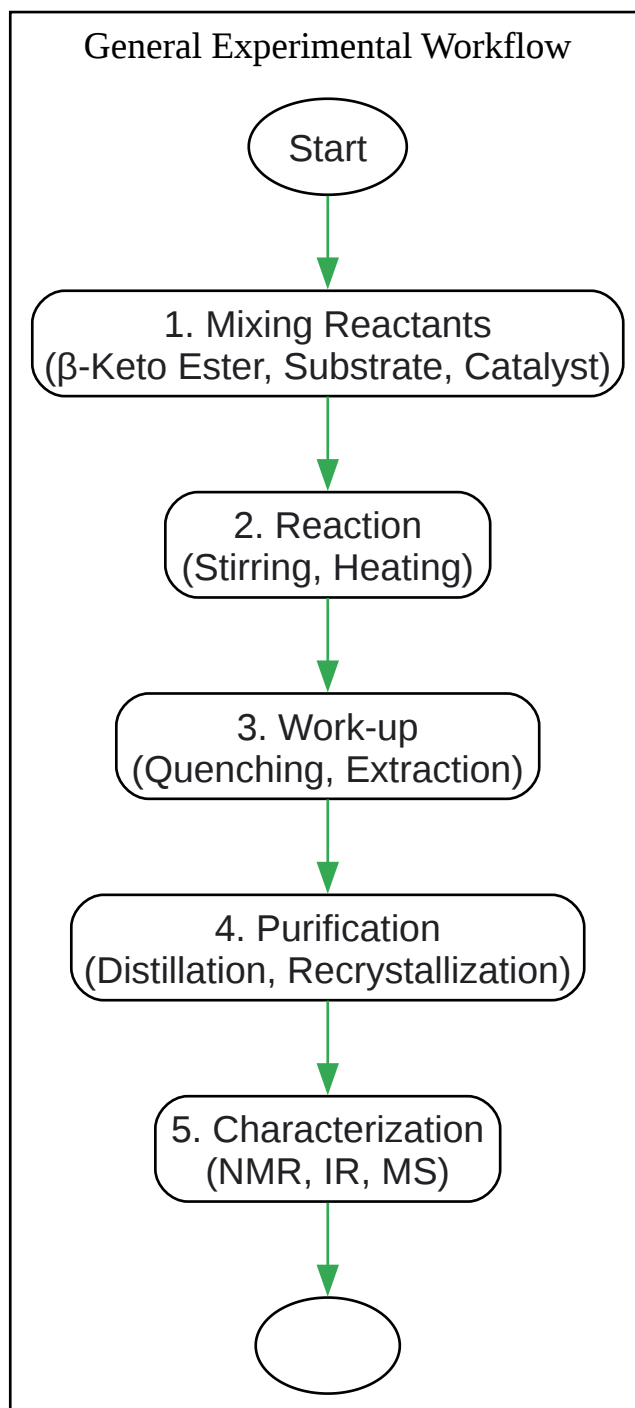 General Experimental Workflow
Start
1. Mixing Reactants
(β-Keto Ester, Substrate, Catalyst)
2. Reaction
(Stirring, Heating)
3. Work-up
(Quenching, Extraction)
4. Purification
(Distillation, Recrystallization)
5. Characterization
(NMR, IR, MS)